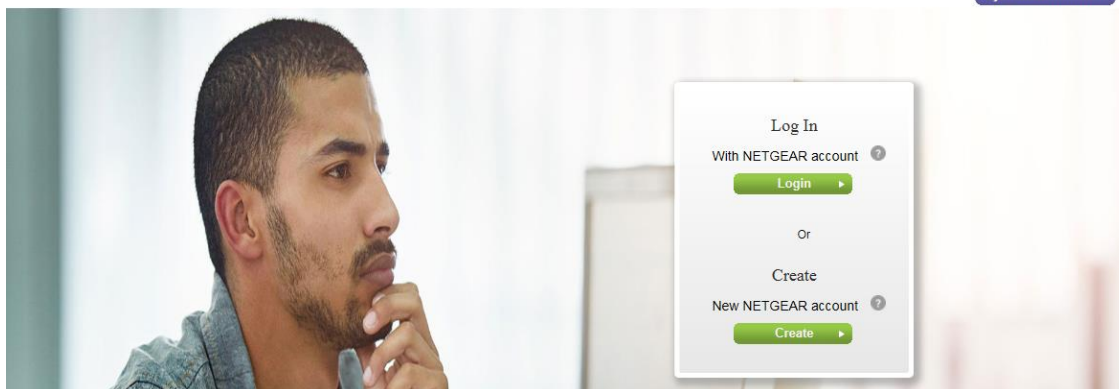 Log In
With NETGEAR account ?
Login
Or
Create
New NETGEAR account ?
Create